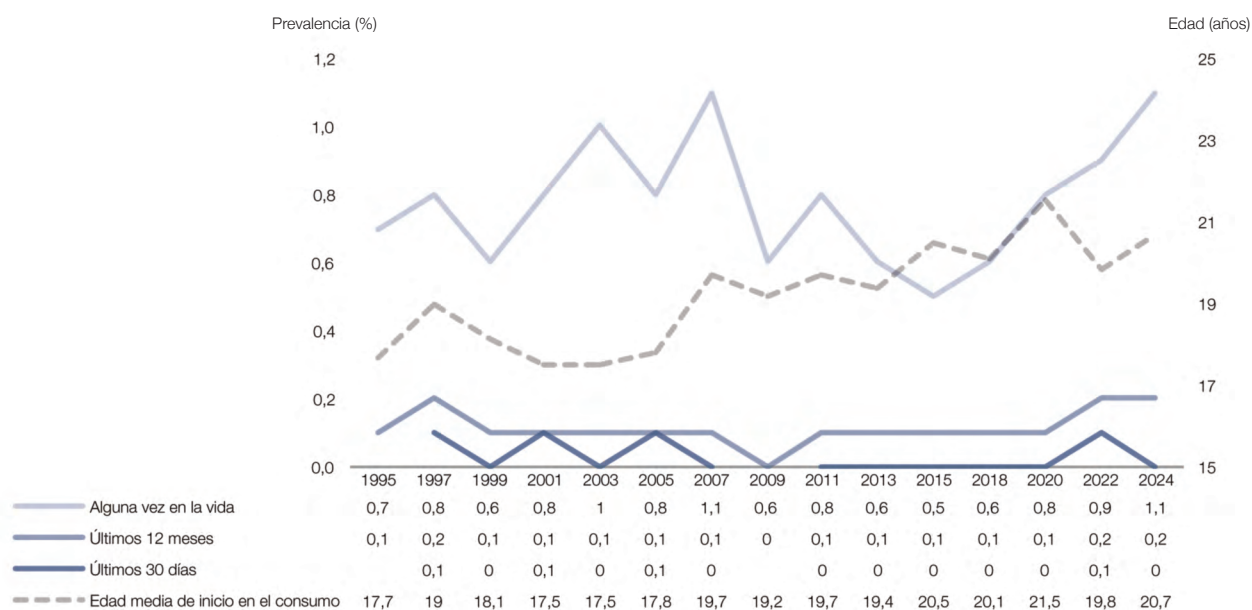 Prevalencia (%) Edad (años)
1,2 25
1,0 23
0,8 21
0,6 19
0,4 17
0,2
0,0 15
1995 1997 1999 2001 2003 2005 2007 2009 2011 2013 2015 2018 2020 2022 2024
Alguna vez en la vida 0,7 0,8 0,6 0,8 1 0,8 1,1 0,6 0,8 0,6 0,5 0,6 0,8 0,9 1,1
Últimos 12 meses 0,1 0,2 0,1 0,1 0,1 0,1 0,1 0 0,1 0,1 0,1 0,1 0,1 0,2 0,2
Últimos 30 días 0,1 0 0,1 0 0,1 0 0 0 0 0 0 0,1 0
Edad media de inicio en el consumo 17,7 19 18,1 17,5 17,5 17,8 19,7 19,2 19,7 19,4 20,5 20,1 21,5 19,8 20,7